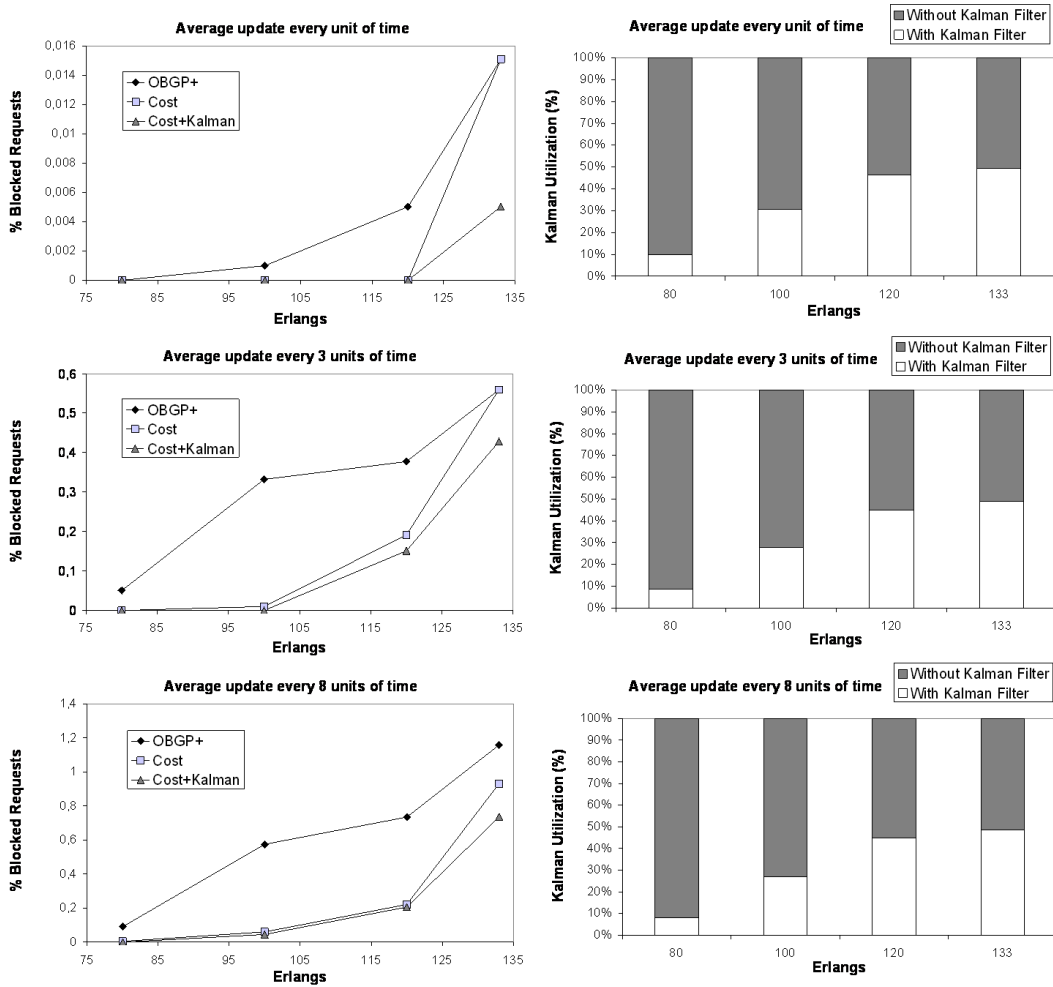 Average update every unit of time
% Blocked Requests
0,016
0,014
0,012
0,01
0,008
0,006
0,004
0,002
0
OBGP+
Cost
Cost+Kalman
75 85 95 105 115 125 135
Erlangs
Average update every unit of time
Without Kalman Filter
With Kalman Filter
Kalman Utilization (%)
100%
90%
80%
70%
60%
50%
40%
30%
20%
10%
0%
80 100 120 133
Erlangs
Average update every 3 units of time
% Blocked Requests
0,6
0,5
0,4
0,3
0,2
0,1
0
OBGP+
Cost
Cost+Kalman
75 85 95 105 115 125 135
Erlangs
Average update every 3 units of time
Without Kalman Filter
With Kalman Filter
Kalman Utilization (%)
100%
90%
80%
70%
60%
50%
40%
30%
20%
10%
0%
80 100 120 133
Erlangs
Average update every 8 units of time
% Blocked Requests
1,4
1,2
1
0,8
0,6
0,4
0,2
0
OBGP+
Cost
Cost+Kalman
75 85 95 105 115 125 135
Erlangs
Average update every 8 units of time
Without Kalman Filter
With Kalman Filter
Kalman Utilization (%)
100%
90%
80%
70%
60%
50%
40%
30%
20%
10%
0%
80 100 120 133
Erlangs